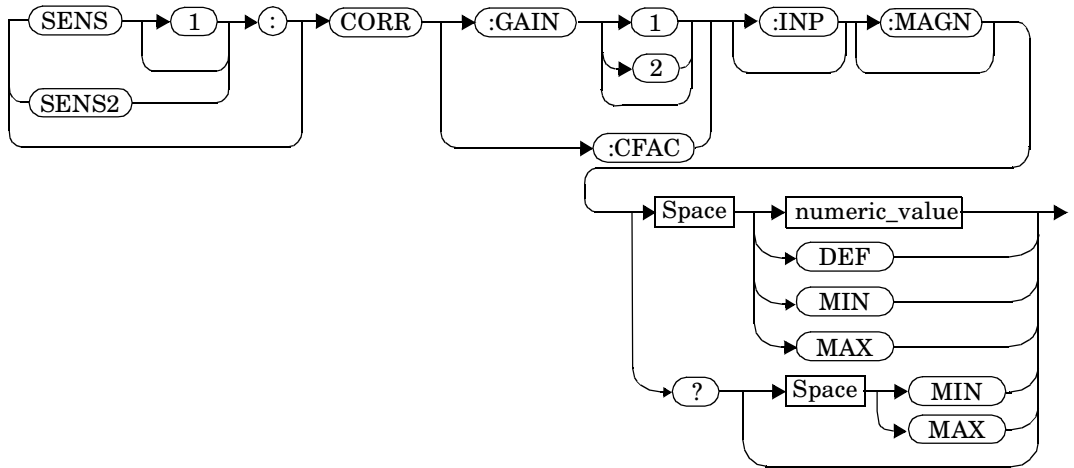 SENS 1 : CORR :GAIN 1 :INP :MAGN
2
SENS2
:CFAC
Space numeric_value
DEF
MIN
MAX
? Space MIN
MAX